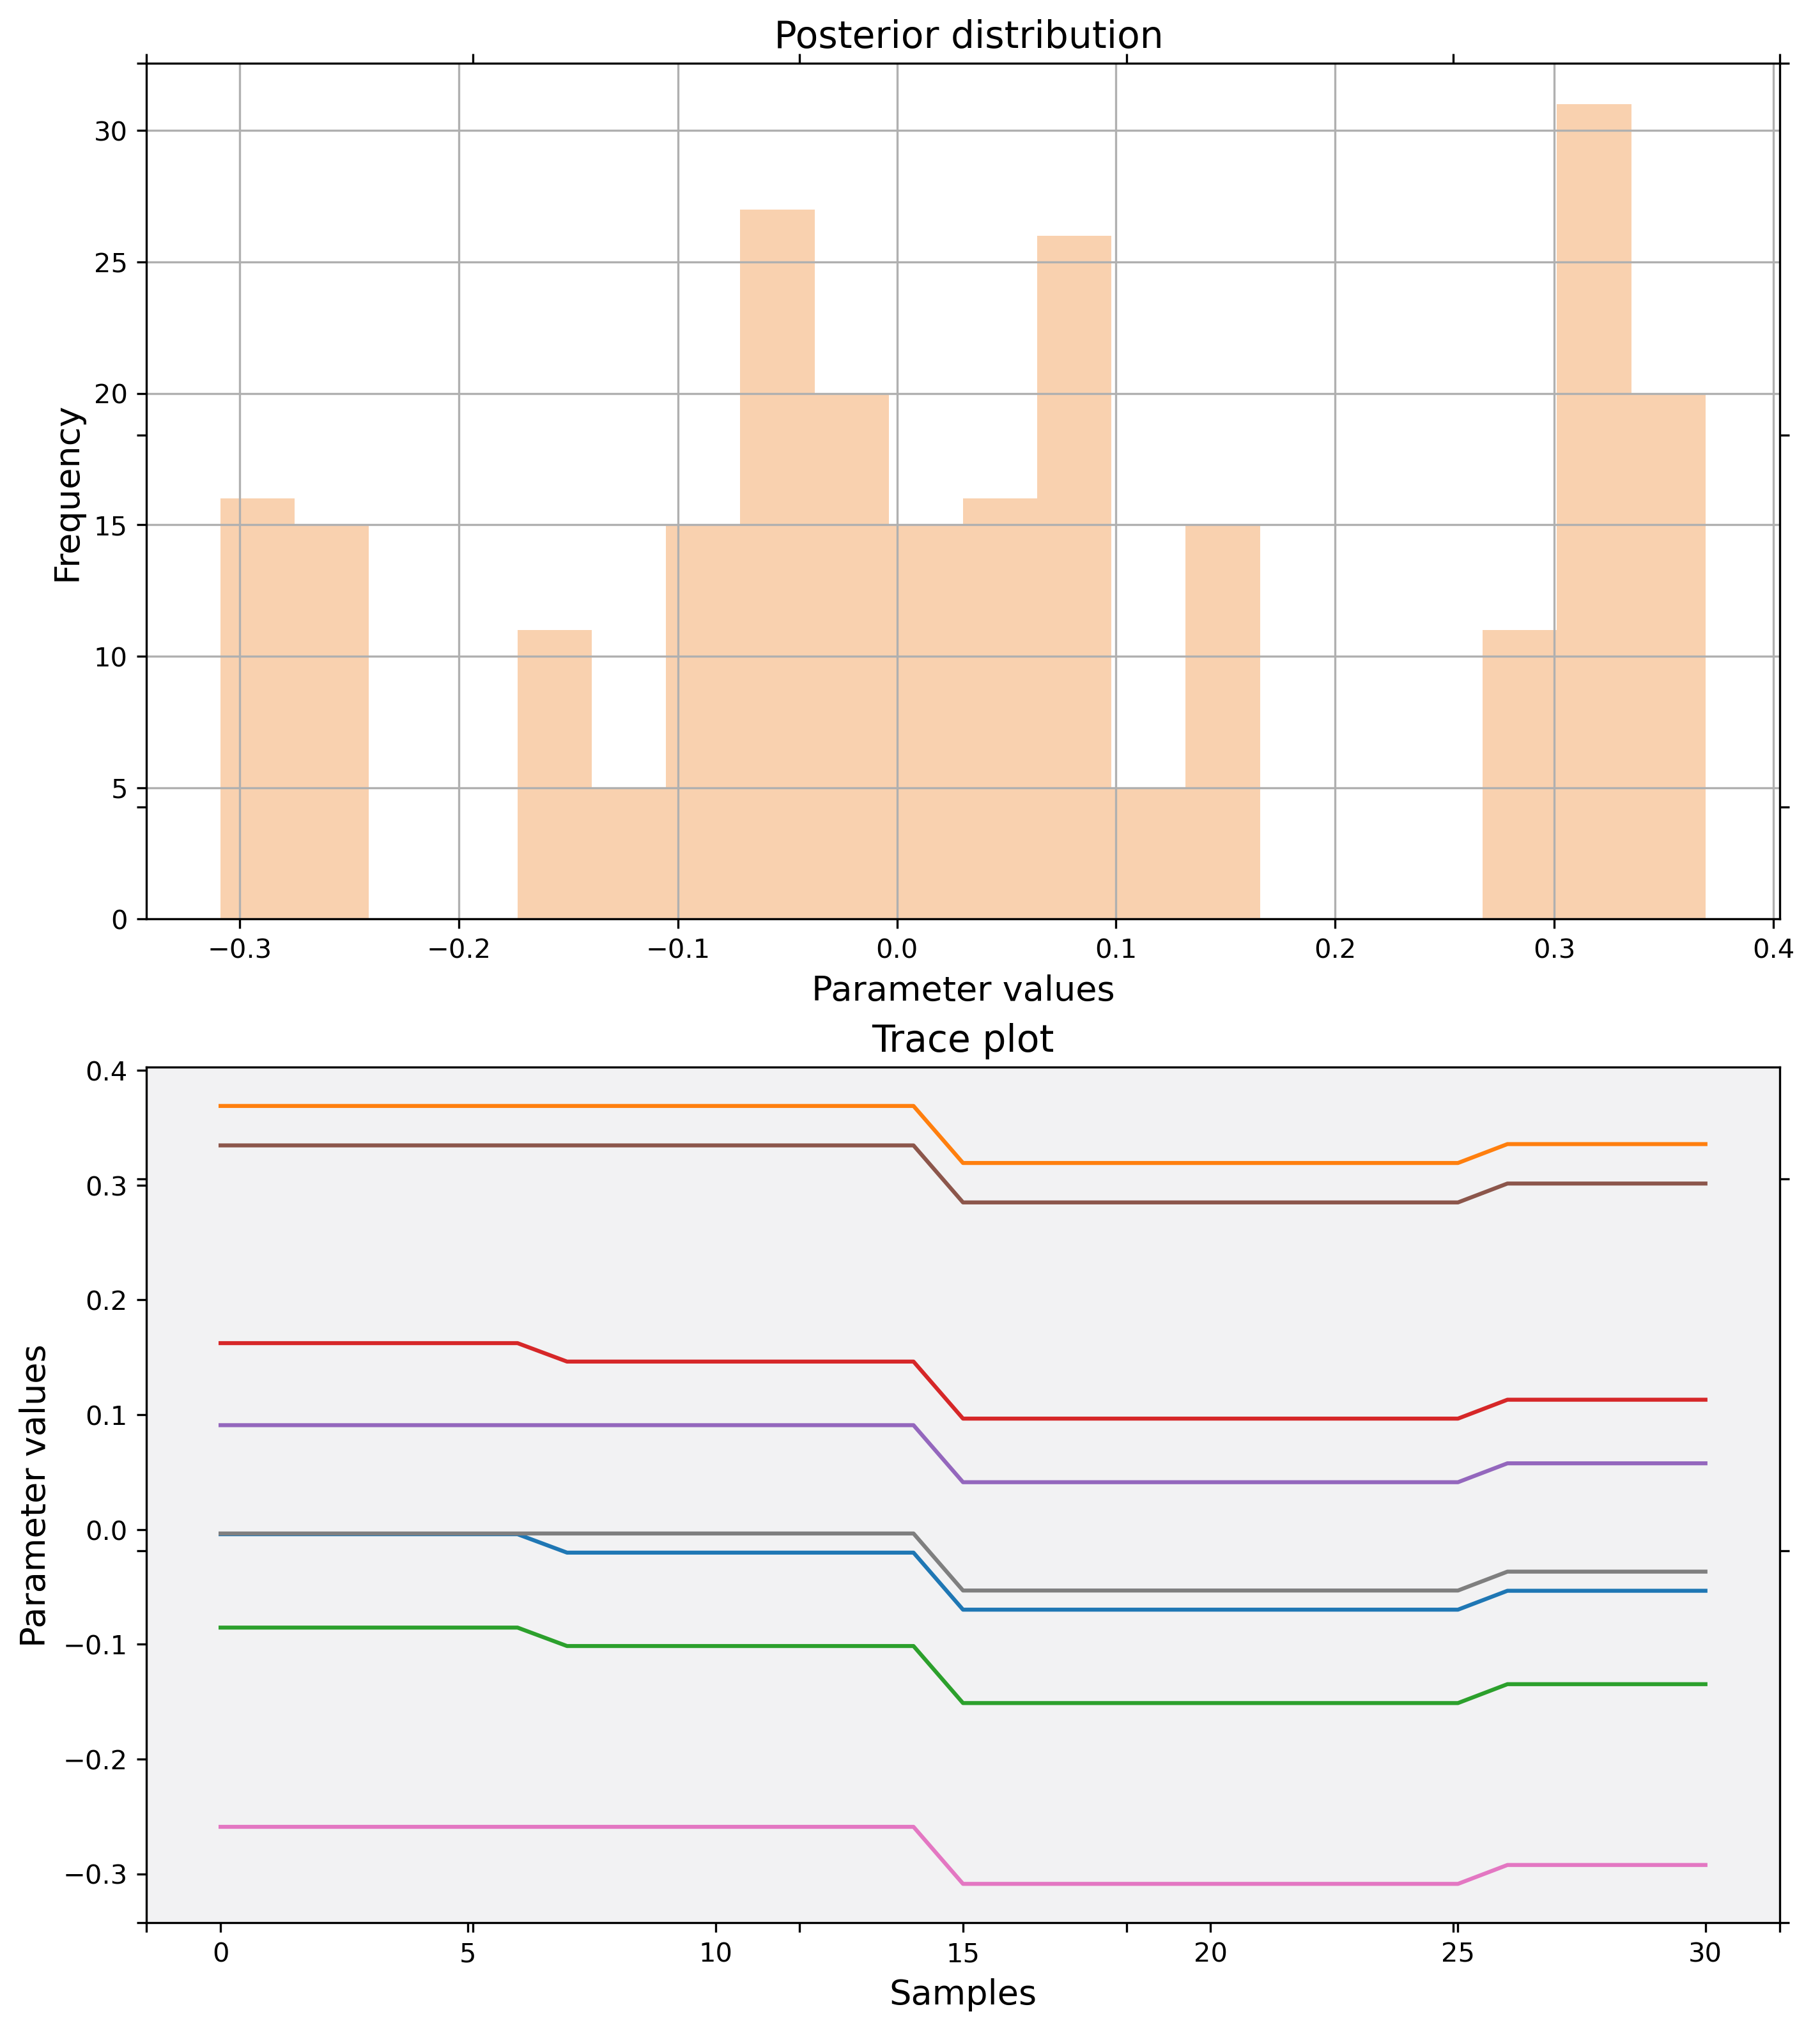 Posterior distribution
30
25
20
15
10
5
0
Frequency
−0.3 −0.2 −0.1 0.0 0.1 0.2 0.3 0.4
Parameter values
Trace plot
0.4
0.3
0.2
0.1
0.0
−0.1
−0.2
−0.3
Parameter values
0 5 10 15 20 25 30
Samples